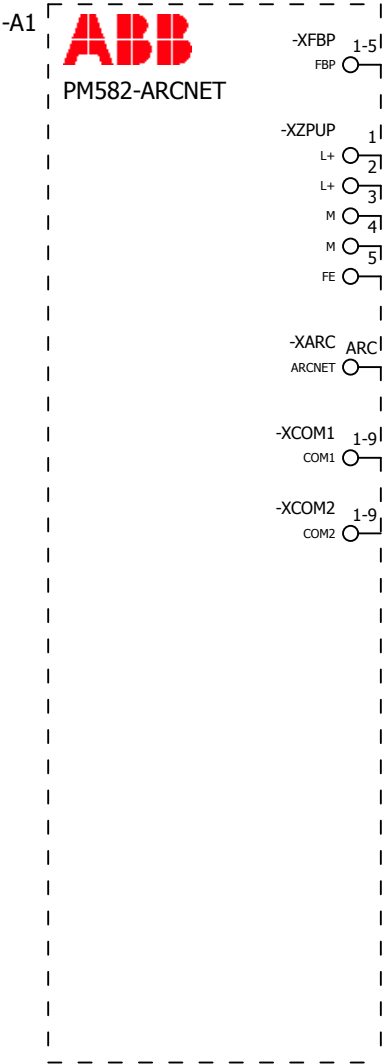 -A1
ABB
PM582-ARCNET
-XFBP 1-5
FBP
-XZPUP 1
L+
2
L+
3
M
4
M
5
FE
-XARC ARC
ARCNET
-XCOM1 1-9
COM1
-XCOM2 1-9
COM2